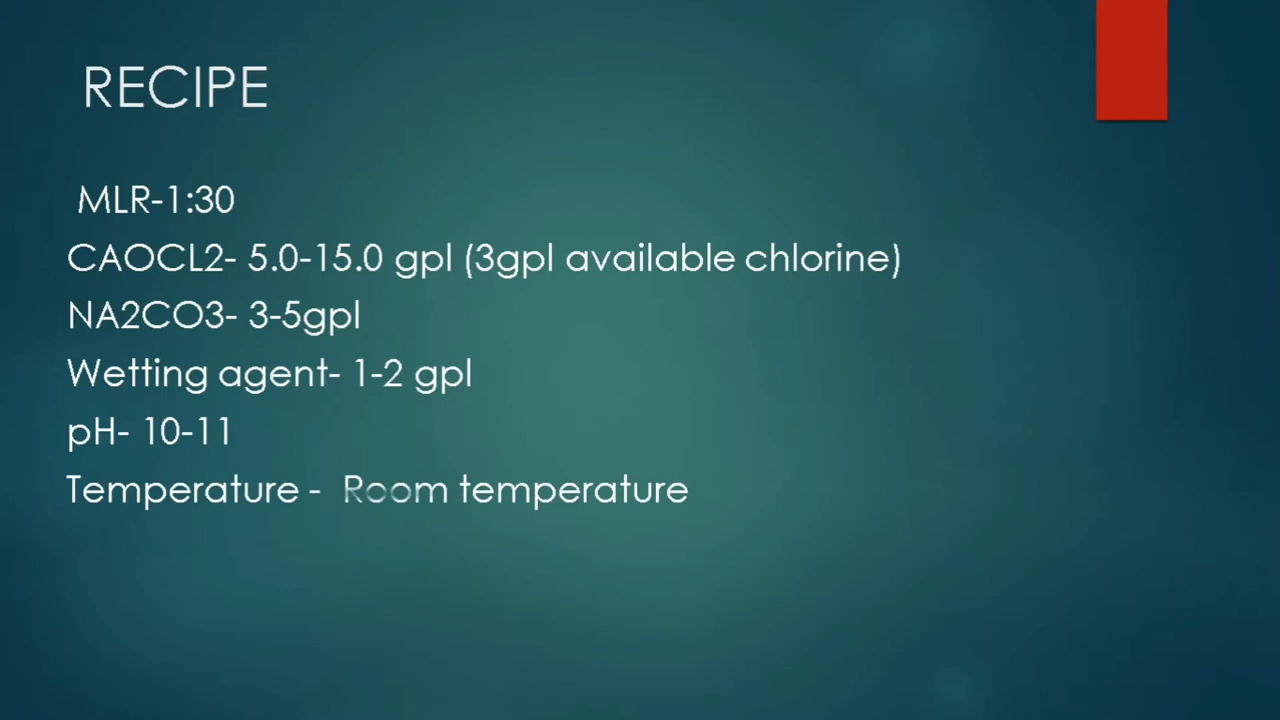 RECIPE
MLR-1:30
CAOCL2- 5.0-15.0 gpl (3gpl available chlorine)
NA2CO3- 3-5gpl
Wetting agent- 1-2 gpl
pH- 10-11
Temperature - Room temperature